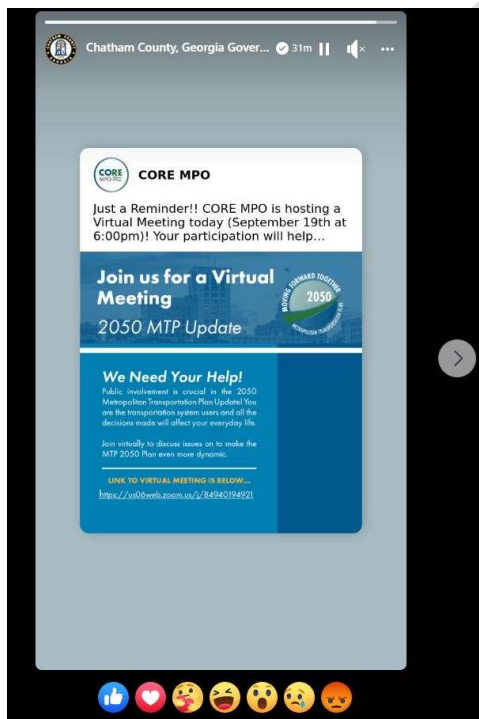 Chatham County, Georgia Gover... 31m
CORE
MPO
CORE MPO
Just a Reminder!! CORE MPO is hosting a
Virtual Meeting today (September 19th at
6:00pm)! Your participation will help...
Join us for a Virtual
Meeting
2050 MTP Update
MOVING FORWARD TOGETHER
2050
We Need Your Help!
Public involvement is crucial in the 2050
Metropolitan Transportation Plan Update! You
are the transportation system users and all the
decisions made will affect your everyday life.
Join virtually to discuss issues on to make the
MTP 2050 Plan even more dynamic.
LINK TO VIRTUAL MEETING IS BELOW...
https://us06web.zoom.us/j/84940194921